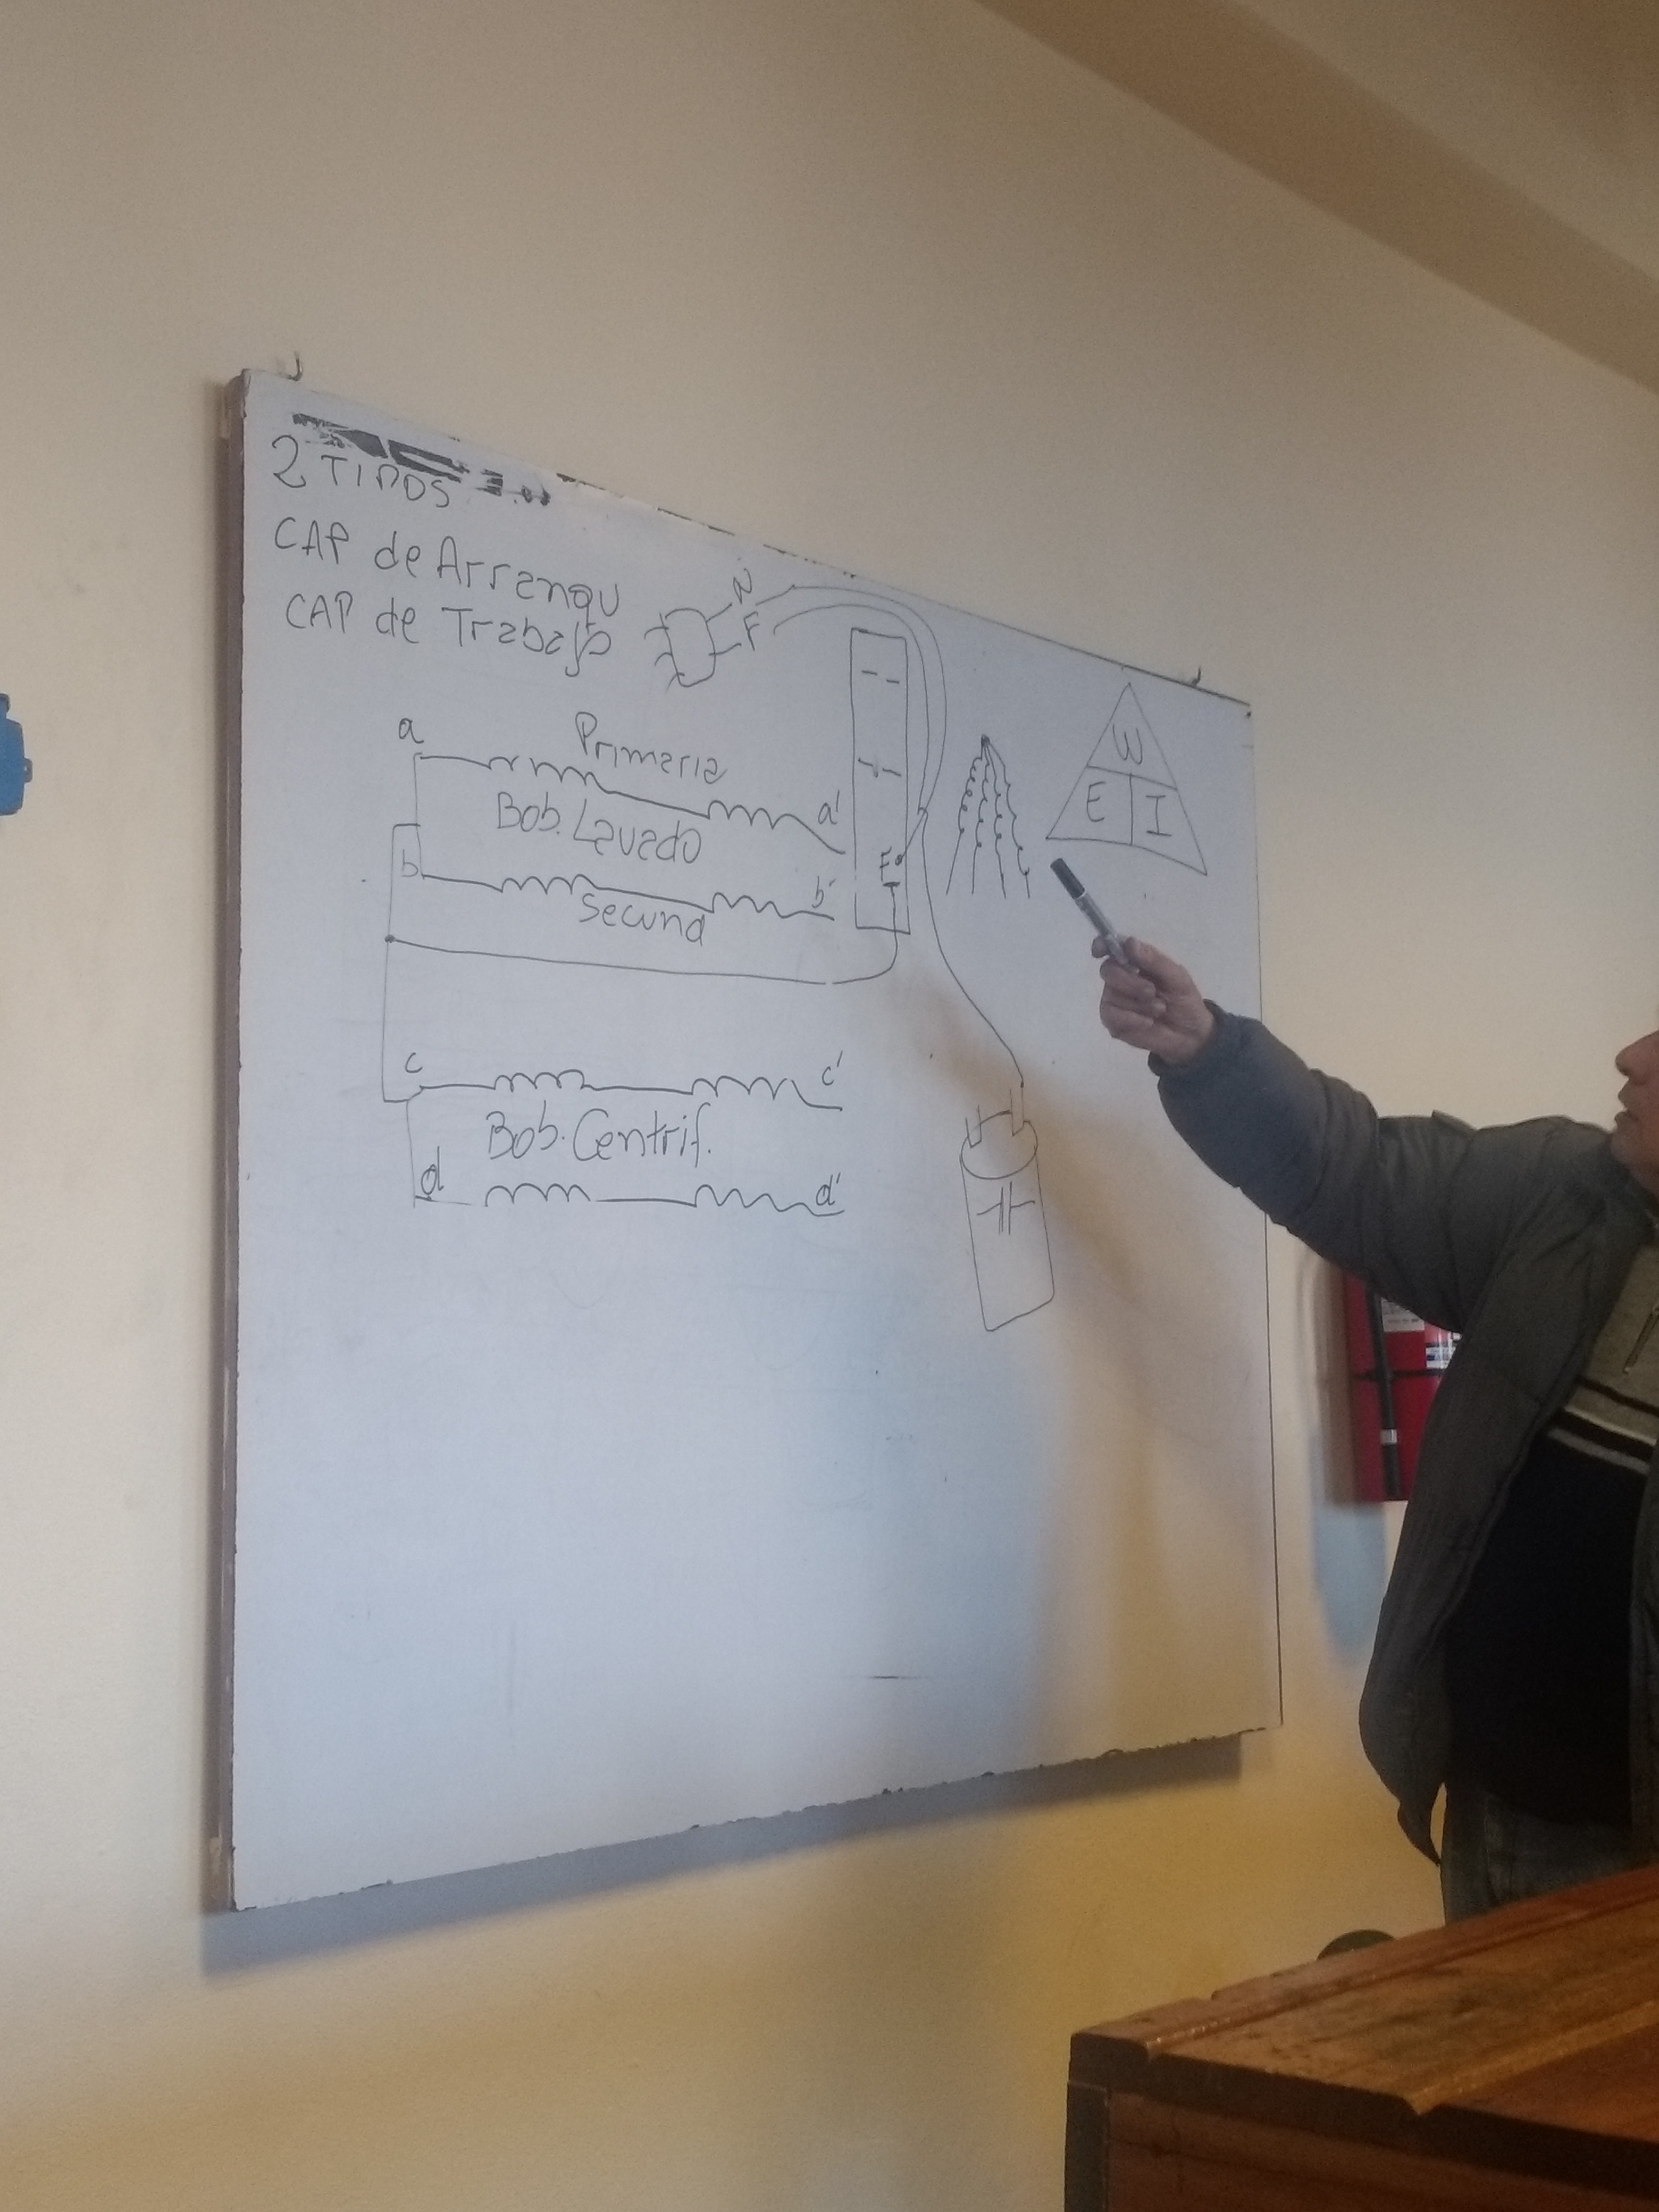 2 TIPOS
CAP de Arranqu
CAP de Trabajo
N
F
a
Primaria
a'
Bob. Lavado
b
b'
Secund
F
W
E
I
c
c'
Bob. Centrif.
d
d'